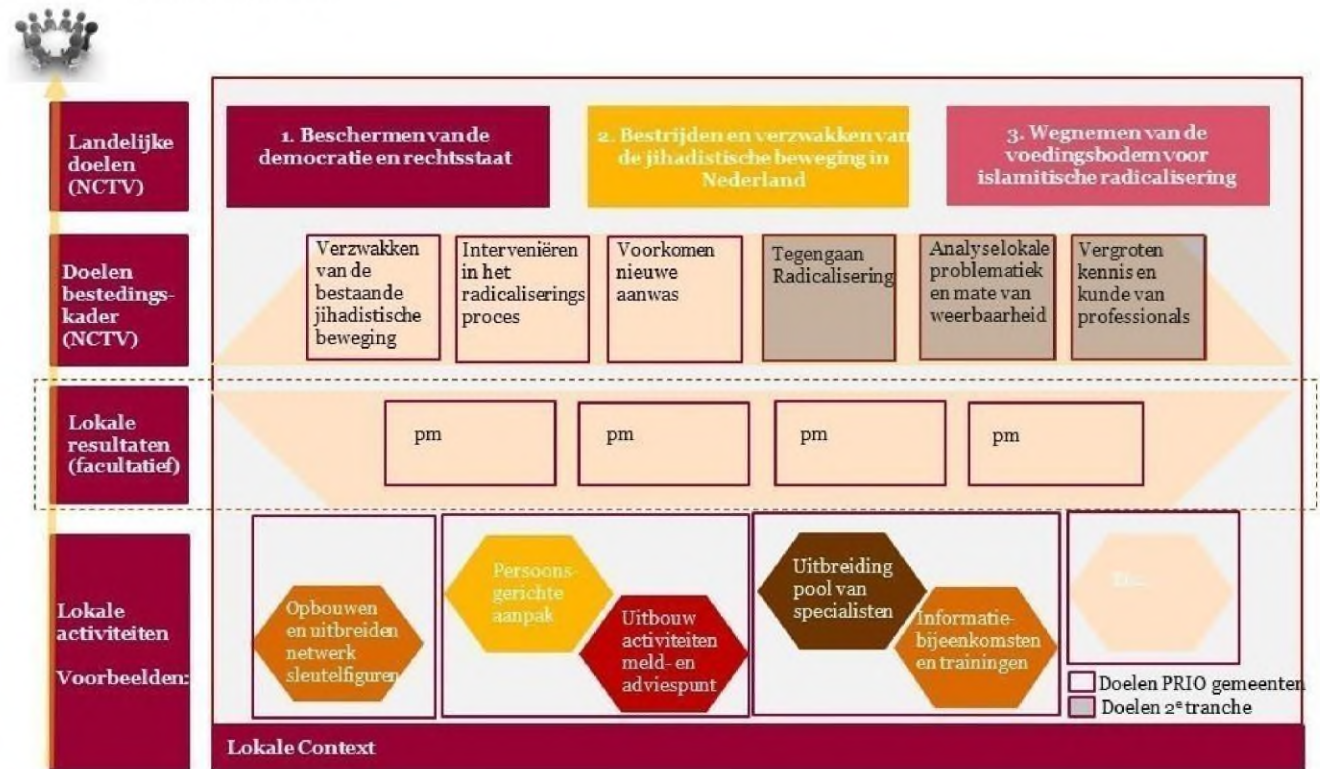 Landelijke
doelen
(NCTV)
1. Beschermen van de
democratie en rechtsstaat
2. Bestrijden en verzwakken van
de jihadistische beweging in
Nederland
3. Wegnemen van de
voedingsbodem voor
islamitische radicalisering
Doelen
bestedings-
kader
(NCTV)
Verzwakken
van de
bestaande
jihadistische
beweging
Interveniëren
in het
radicaliserings
proces
Voorkomen
nieuwe
aanwas
Tegengaan
Radicalisering
Analyse lokale
problematiek
en mate van
weerbaarheid
Vergroten
kennis en
kunde van
professionals
Lokale
resultaten
(facultatief)
pm
pm
pm
pm
Lokale
activiteiten
Voorbeelden:
Opbouwen
en uitbreiden
netwerk
sleutelfiguren
Persoons-
gerichte
aanpak
Uitbouw
activiteiten
meld- en
adviespunt
Uitbreiding
pool van
specialisten
Informatie-
bijeenkomsten
en trainingen
Doelen PRIO gemeenten
Doelen 2e tranche
Lokale Context